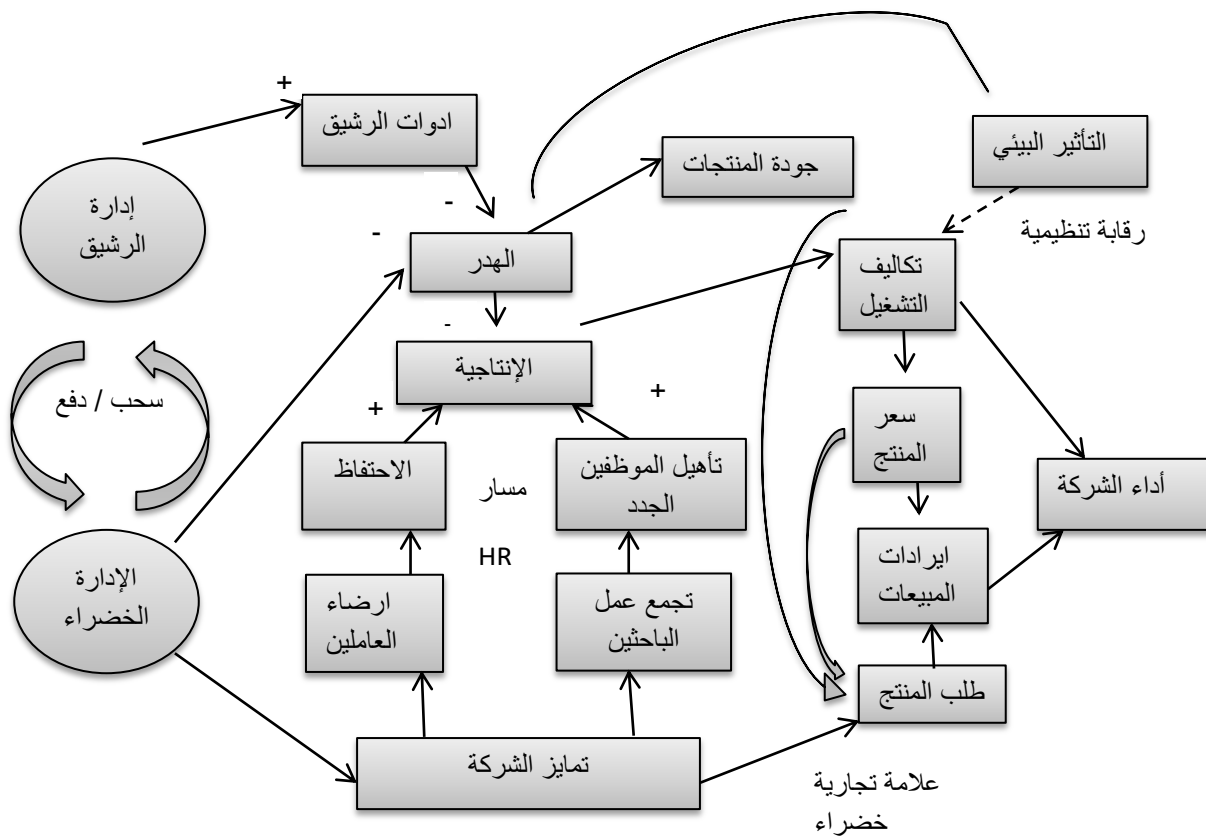 +
ادوات الرشيق
التأثير البيئي
جودة المنتجات
إدارة
الرشيق
-
-
رقابة تنظيمية
الهدر
تكاليف
التشغيل
-
الإنتاجية
سحب / دفع
+
+
سعر
المنتج
الاحتفاظ
مسار
HR
تأهيل الموظفين
الجدد
أداء الشركة
ايرادات
المبيعات
الإدارة
الخضراء
ارضاء
العاملين
تجمع عمل
الباحثين
طلب المنتج
تمايز الشركة
علامة تجارية
خضراء